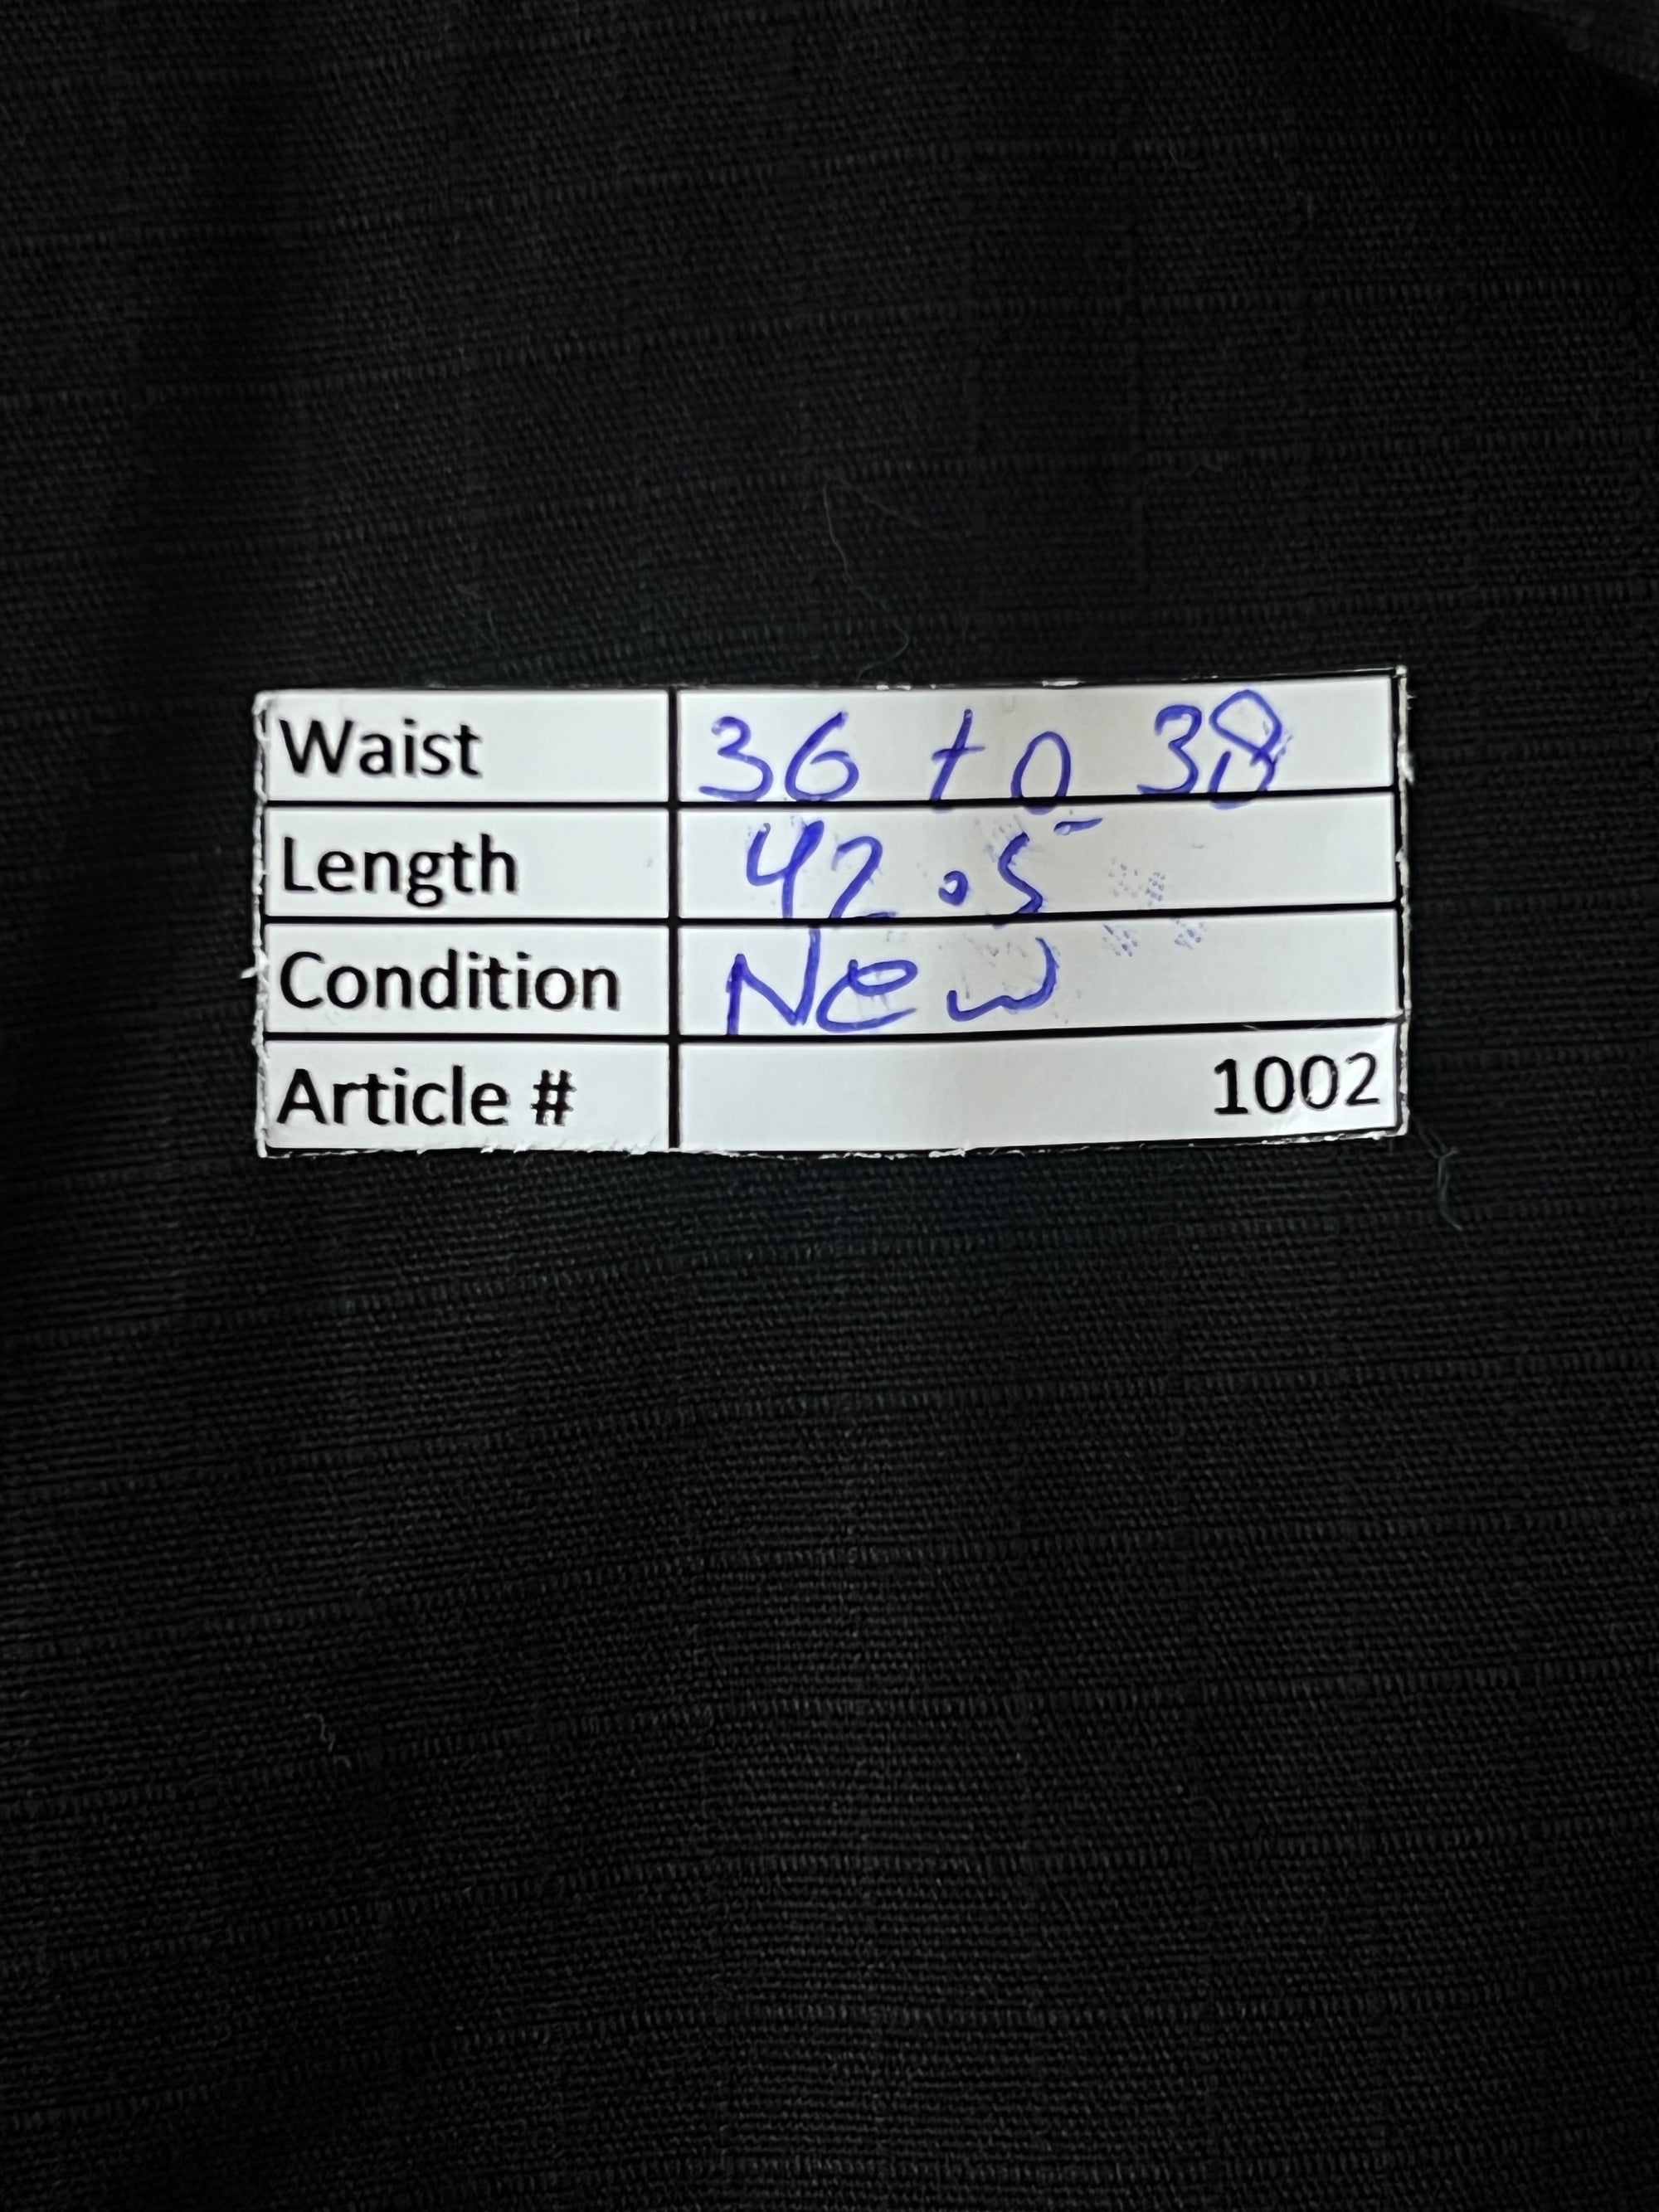 Waist 36 to 38
Length 42.5
Condition New
Article # 1002